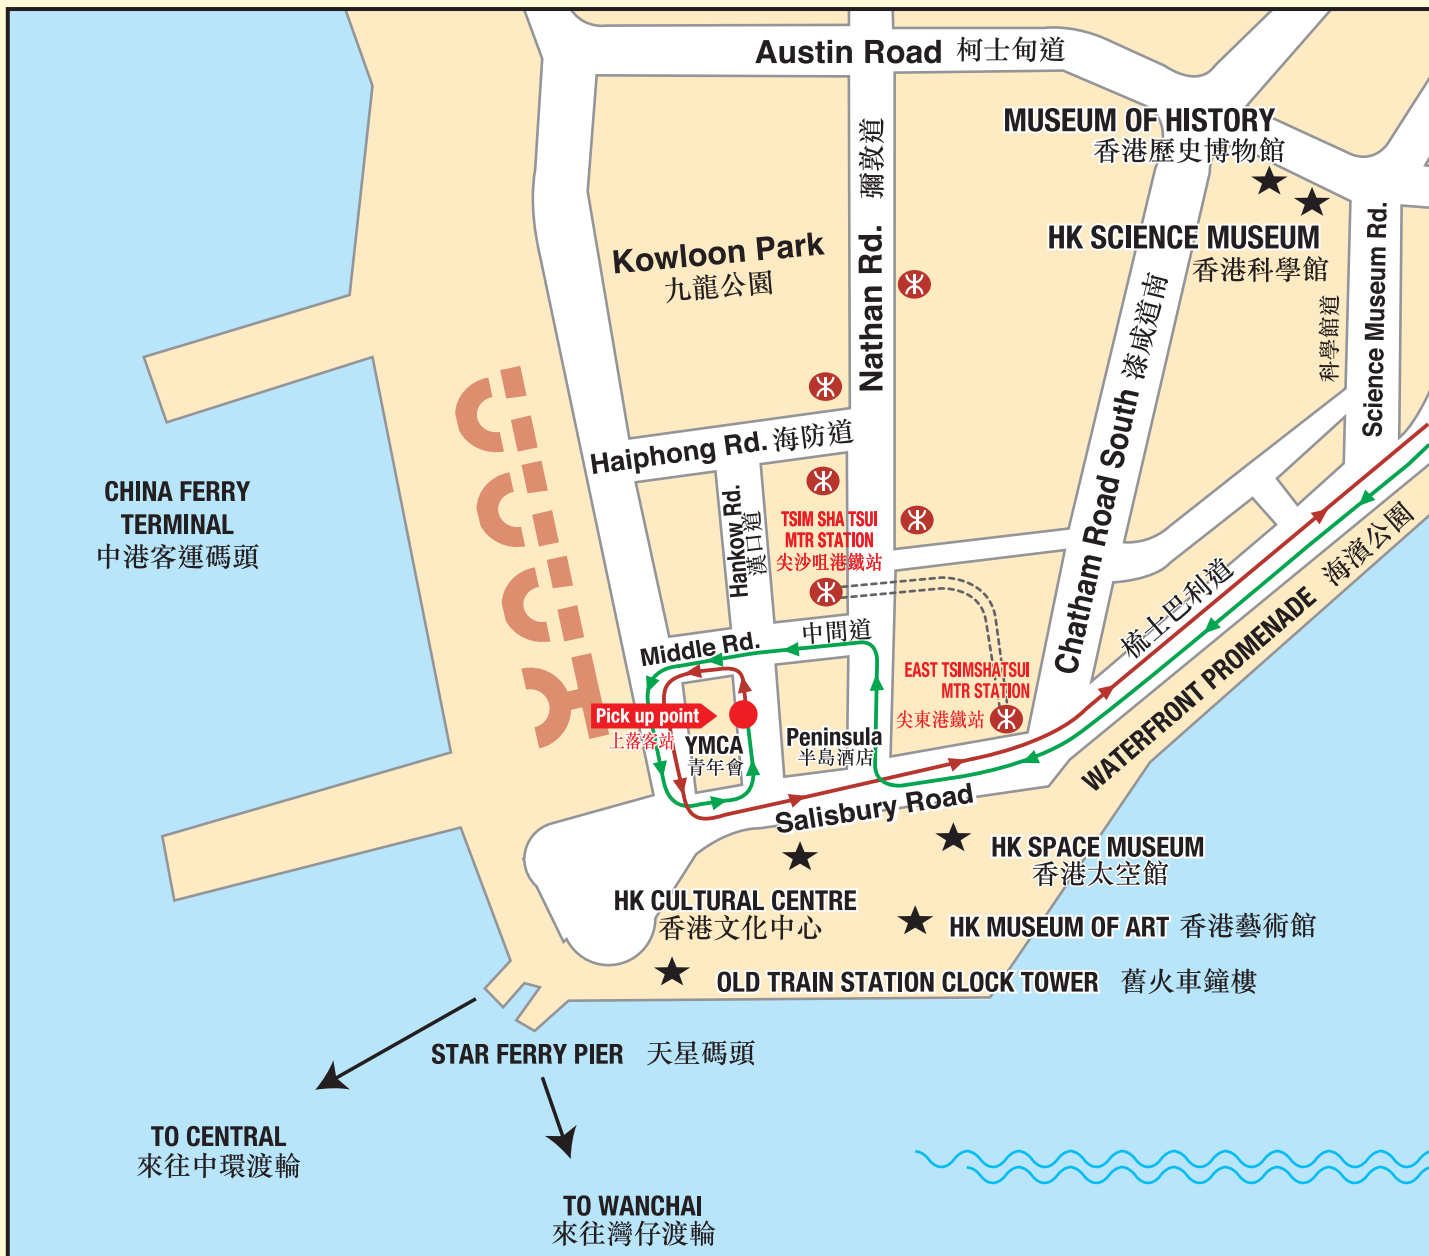 Austin Road 柯士甸道
MUSEUM OF HISTORY
香港歷史博物館
彌敦道
Nathan Rd.
Kowloon Park
九龍公園
HK SCIENCE MUSEUM
香港科學館
Science Museum Rd.
科學館道
Chatham Road South 漆咸道南
Haiphong Rd. 海防道
CHINA FERRY
TERMINAL
中港客運碼頭
Hankow Rd.
漢口道
TSIM SHA TSUI
MTR STATION
尖沙咀港鐵站
Middle Rd. 中間道
EAST TSIMSHATSUI
MTR STATION
尖東港鐵站
梳士巴利道
WATERFRONT PROMENADE 海濱公園
Pick up point
上落客站
YMCA
青年會
Peninsula
半島酒店
Salisbury Road
HK SPACE MUSEUM
香港太空館
HK CULTURAL CENTRE
香港文化中心
HK MUSEUM OF ART 香港藝術館
OLD TRAIN STATION CLOCK TOWER 舊火車鐘樓
STAR FERRY PIER 天星碼頭
TO CENTRAL
來往中環渡輪
TO WANCHAI
來往灣仔渡輪